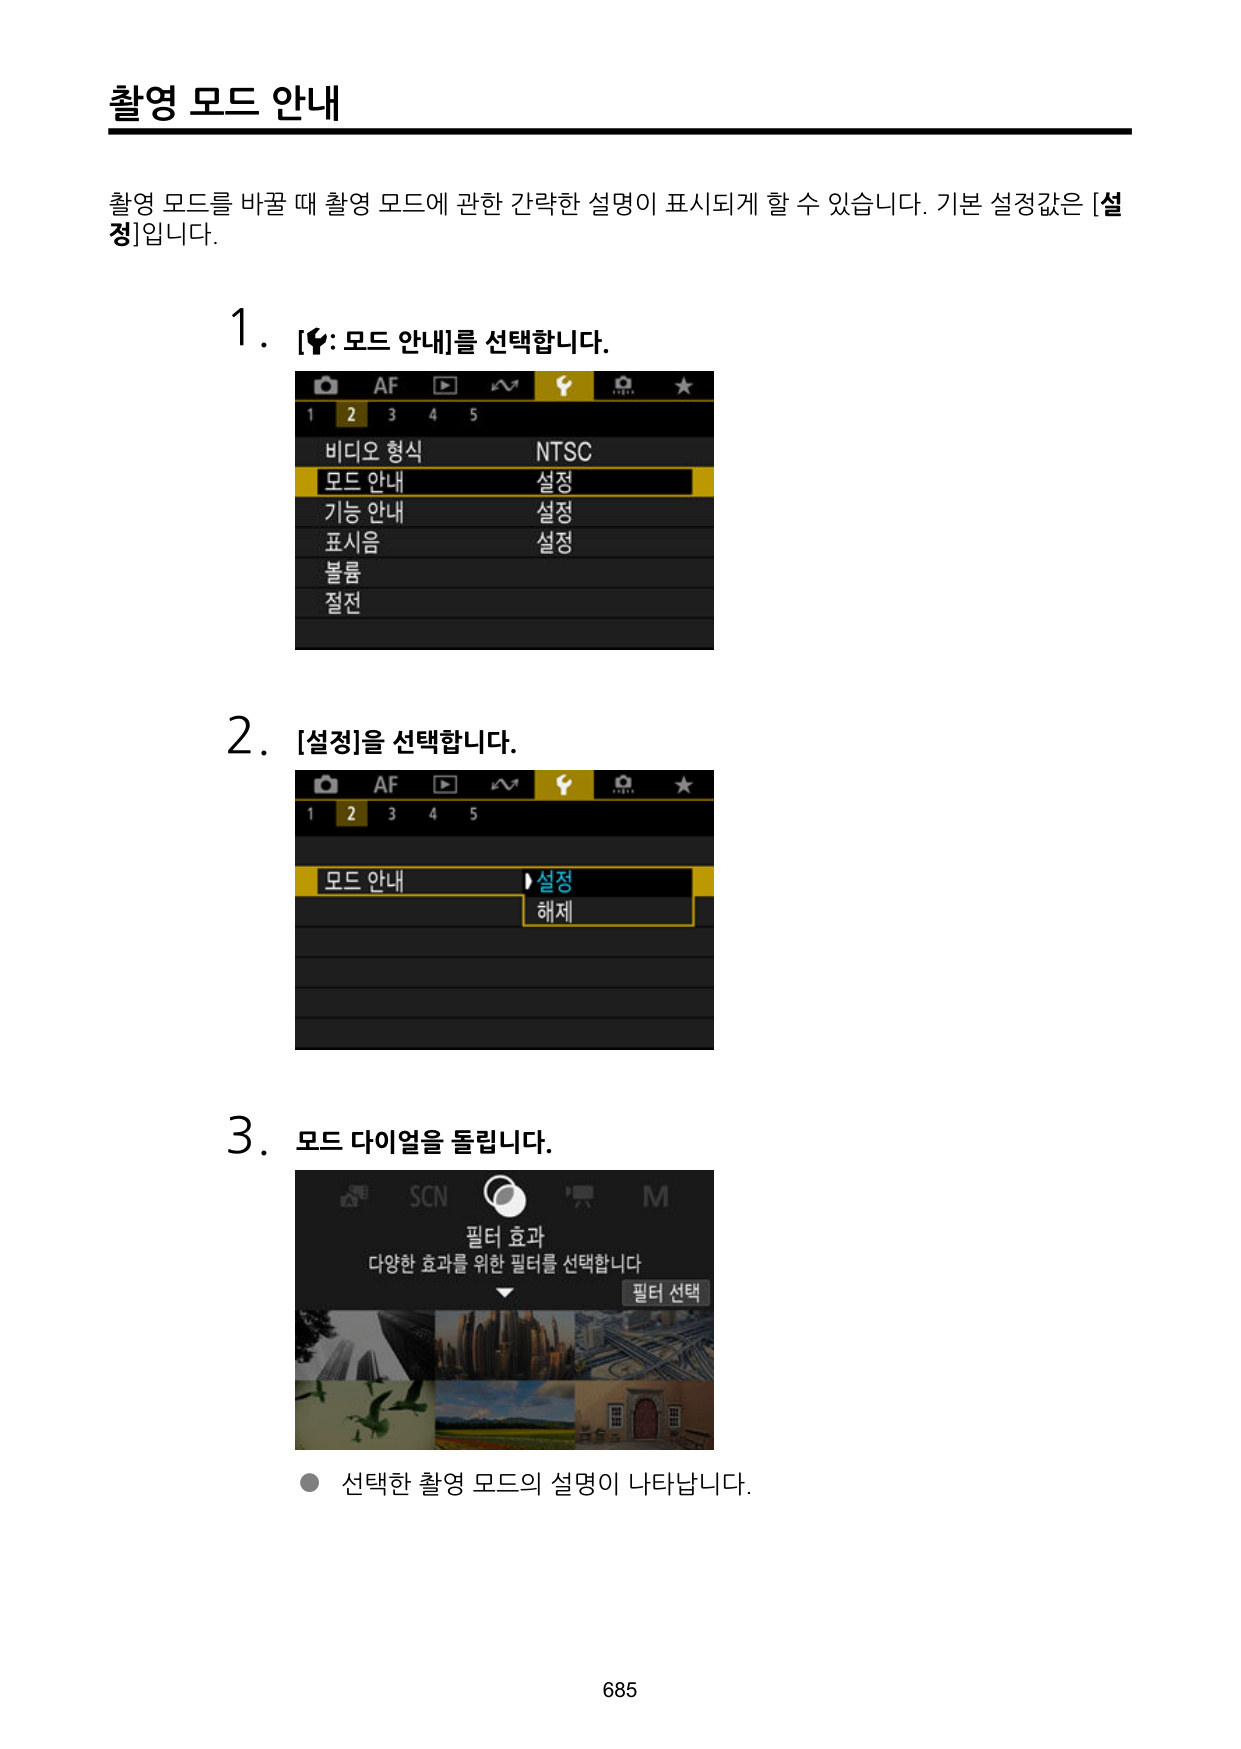 촬영 모드 안내
촬영 모드를 바꿀 때 촬영 모드에 관한 간략한 설명이 표시되게 할 수 있습니다. 기본 설정값은 [설
정]입니다.
1. [: 모드 안내]를 선택합니다.
AF
1 2 3 4 5
비디오 형식 NTSC
모드 안내 설정
기능 안내 설정
표시음 설정
볼륨
절전
2. [설정]을 선택합니다.
AF
1 2 3 4 5
모드 안내 설정
해제
3. 모드 다이얼을 돌립니다.
SCN M
필터 효과
다양한 효과를 위한 필터를 선택합니다
필터 선택
● 선택한 촬영 모드의 설명이 나타납니다.
685